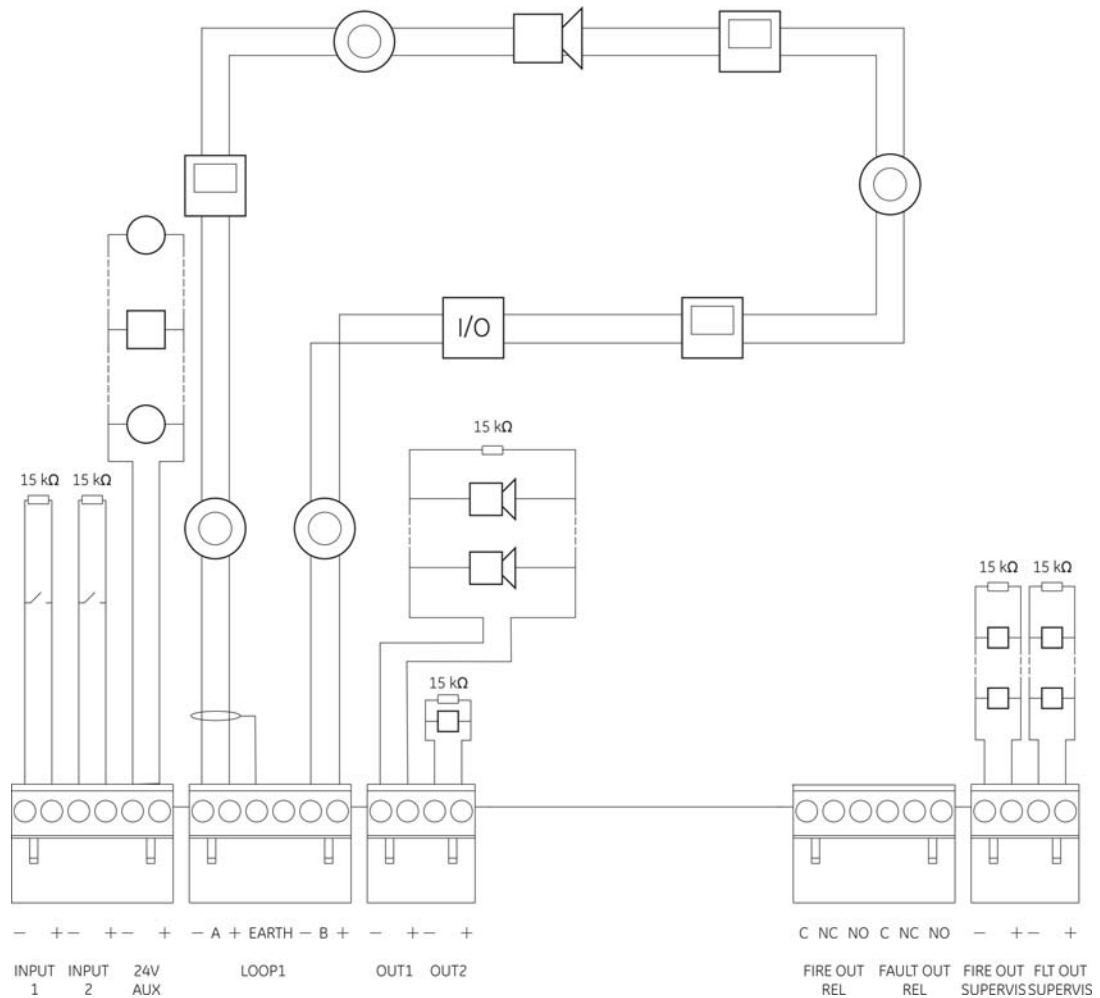 I/O
15 kΩ
15 kΩ 15 kΩ
15 kΩ 15 kΩ
15 kΩ
− + − + − + − A + EARTH − B + − + − + C NC NO C NC NO − + − +
INPUT INPUT 24V LOOP1 OUT1 OUT2 FIRE OUT FAULT OUT FIRE OUT FLT OUT
1 2 AUX REL REL SUPERVIS SUPERVIS